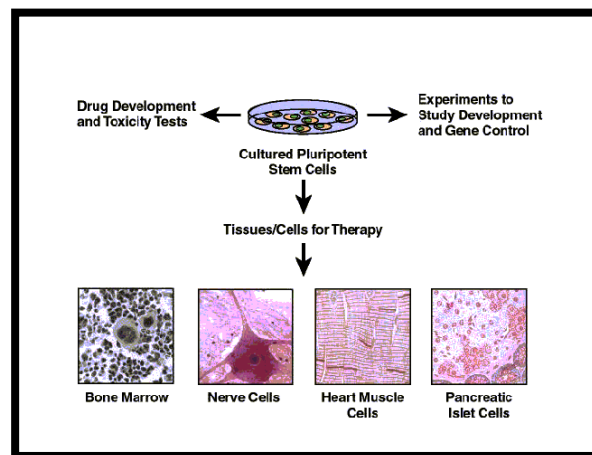 Drug Development
and Toxicity Tests
Experiments to
Study Development
and Gene Control
Cultured Pluripotent
Stem Cells
Tissues/Cells for Therapy
Bone Marrow
Nerve Cells
Heart Muscle
Cells
Pancreatic
Islet Cells